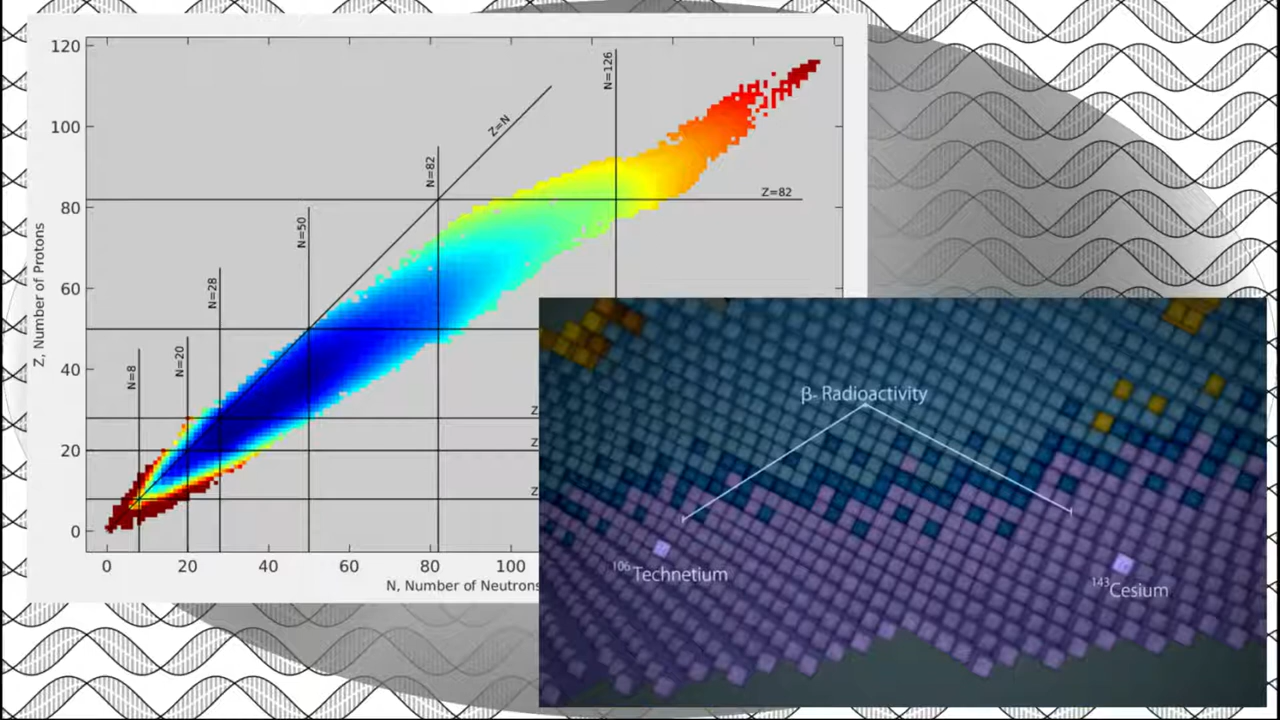 120
100
80
60
40
20
0
Z, Number of Protons
N=8
N=20
N=28
N=50
N=82
Z=N
N=126
Z=82
Z
Z
Z
0
20
40
60
80
100
N, Number of Neutrons
β- Radioactivity
106Technetium
143Cesium